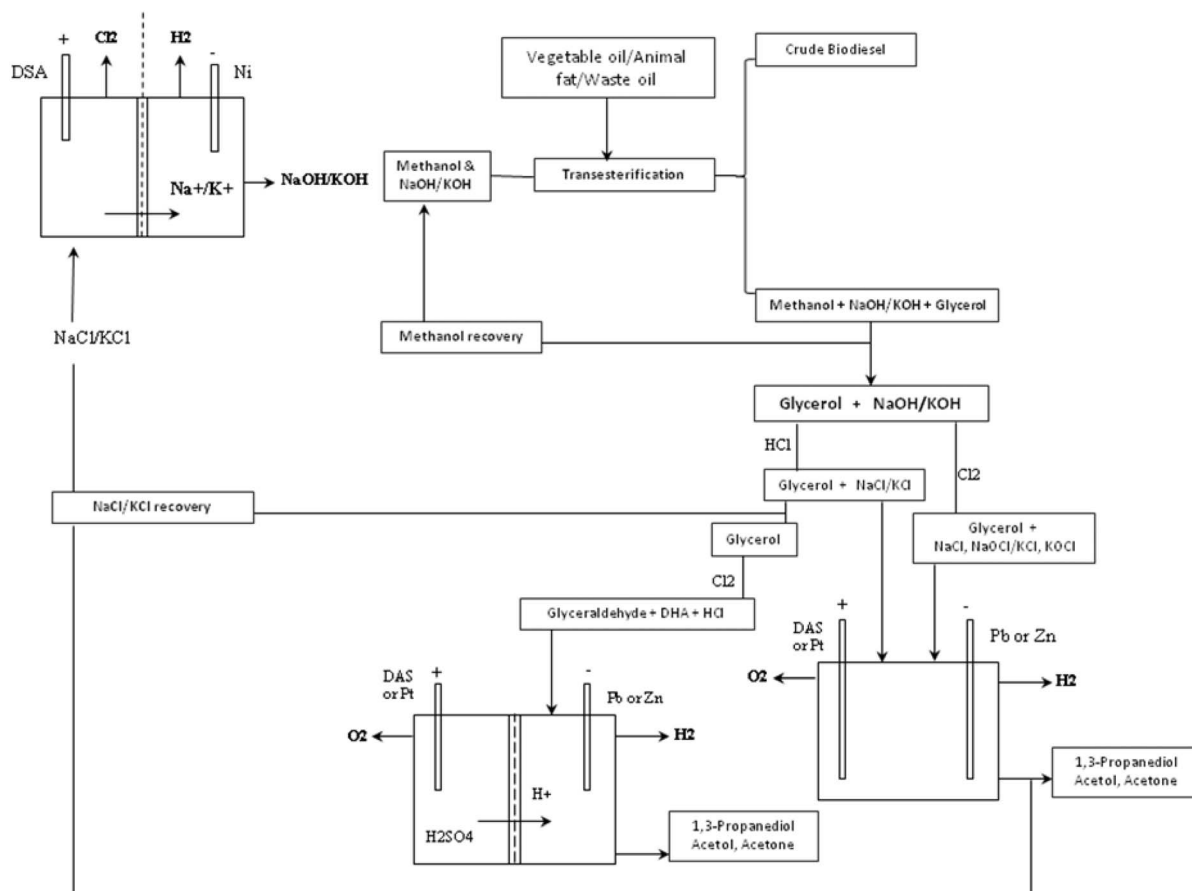 +
Cl2
H2
-
DSA
Ni
Na+/K+
NaOH/KOH
NaCl/KCl
Vegetable oil/Animal
fat/Waste oil
Crude Biodiesel
Methanol &
NaOH/KOH
Transesterification
Methanol + NaOH/KOH + Glycerol
Methanol recovery
Glycerol + NaOH/KOH
HCl
Cl2
Glycerol + NaCl/KCl
NaCl/KCl recovery
Glycerol +
NaCl, NaOCl/KCl, KOCl
Glycerol
Cl2
Glyceraldehyde + DHA + HCl
+
-
DAS
or Pt
Pb or Zn
O2
H2
+
-
DAS
or Pt
Pb or Zn
O2
H2
H+
H2SO4
1,3-Propanediol
Acetol, Acetone
1,3-Propanediol
Acetol, Acetone